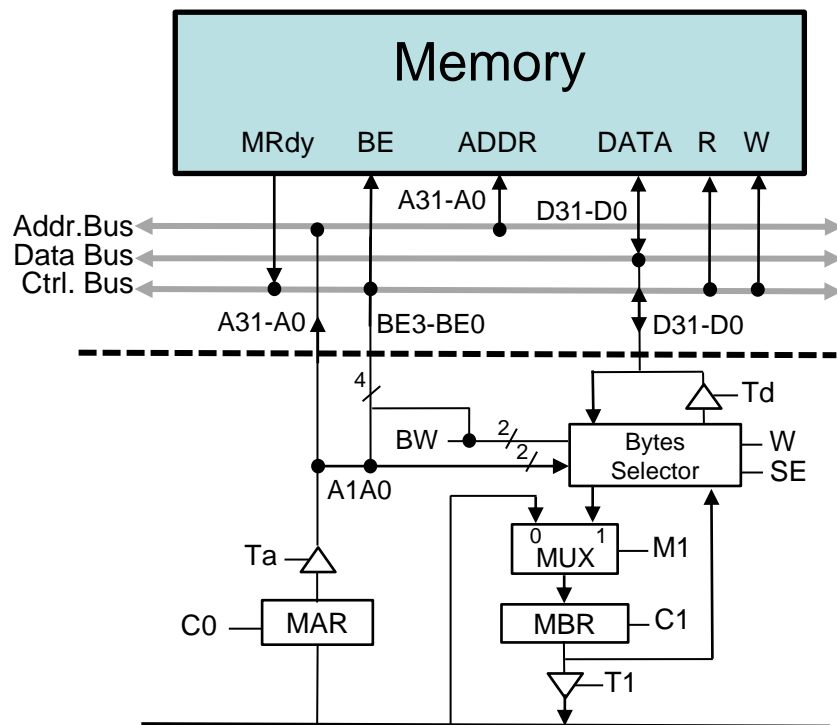 Memory
MRdy BE ADDR DATA R W
A31-A0 D31-D0
Addr.Bus
Data Bus
Ctrl. Bus
A31-A0 BE3-BE0 D31-D0
4
Td
BW 2 Bytes W
2 Selector SE
A1A0
0 1
Ta MUX M1
C0 MAR MBR C1
T1